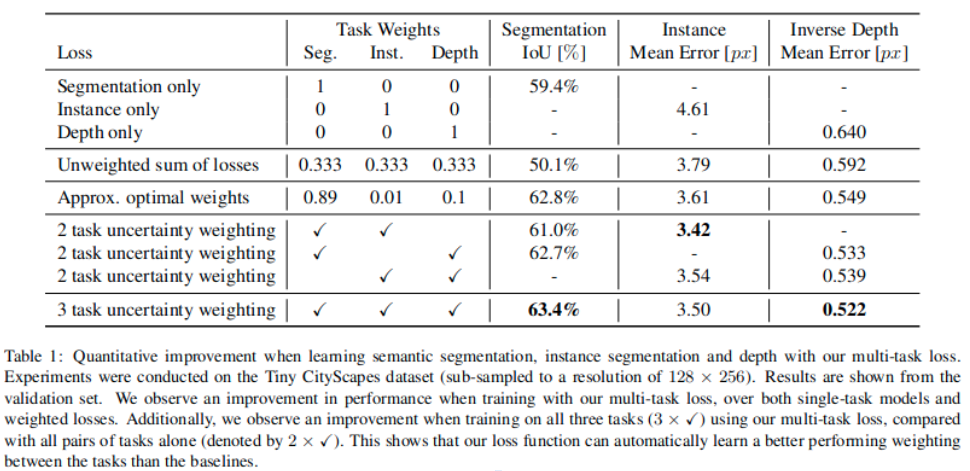 Task Weights Segmentation Instance Inverse Depth
Loss Seg. Inst. Depth IoU [%] Mean Error [px] Mean Error [px]
Segmentation only 1 0 0 59.4% - -
Instance only 0 1 0 - 4.61 -
Depth only 0 0 1 - - 0.640
Unweighted sum of losses 0.333 0.333 0.333 50.1% 3.79 0.592
Approx. optimal weights 0.89 0.01 0.1 62.8% 3.61 0.549
2 task uncertainty weighting ✓ ✓ 61.0% 3.42 -
2 task uncertainty weighting ✓ ✓ 62.7% - 0.533
2 task uncertainty weighting ✓ ✓ - 3.54 0.539
3 task uncertainty weighting ✓ ✓ ✓ 63.4% 3.50 0.522
Table 1: Quantitative improvement when learning semantic segmentation, instance segmentation and depth with our multi-task loss.
Experiments were conducted on the Tiny CityScapes dataset (sub-sampled to a resolution of 128 × 256). Results are shown from the
validation set. We observe an improvement in performance when training with our multi-task loss, over both single-task models and
weighted losses. Additionally, we observe an improvement when training on all three tasks (3 × ✓) using our multi-task loss, compared
with all pairs of tasks alone (denoted by 2 × ✓). This shows that our loss function can automatically learn a better performing weighting
between the tasks than the baselines.